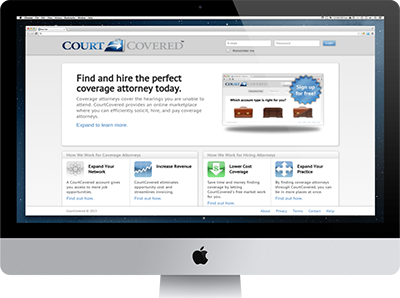 COURT COVERED
E-mail
Password
Login
Remember me
Find and hire the perfect
coverage attorney today.
Coverage attorneys cover the hearings you are unable to
attend. CourtCovered provides an online marketplace
where you can efficiently solicit, hire, and pay coverage
attorneys.
Expand to learn more.
Sign up
for free!
COURT COVERED
Which account type is right for you?
How We Work for Coverage Attorneys
Expand Your
Network
A CourtCovered account
gives you access to more job
opportunities.
Find out how.
Increase Revenue
CourtCovered eliminates
opportunity cost and
streamlines invoicing.
Find out how.
How We Work for Hiring Attorneys
Lower Cost
Coverage
Save time and money finding
coverage by letting
CourtCovered's free market
work for you.
Find out how.
Expand Your
Practice
By finding coverage attorneys
through CourtCovered, you can
be in more places at once.
Find out how.
CourtCovered ©
About Privacy Terms Contact Help